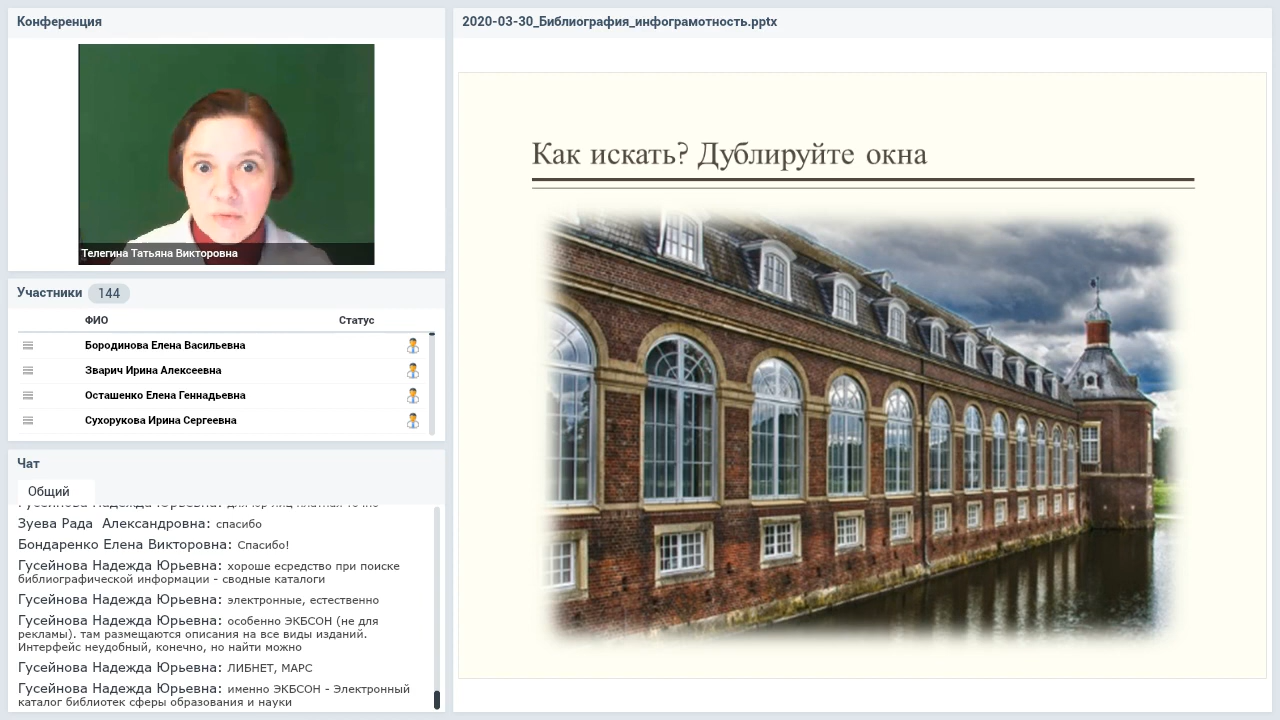 Конференция
Телегина Татьяна Викторовна
Участники 144
ФИО Статус
Бородинова Елена Васильевна
Зварич Ирина Алексеевна
Осташенко Елена Геннадьевна
Сухорукова Ирина Сергеевна
Чат
Общий
Гусейнова Надежда Юрьевна:
Зуева Рада Александровна: спасибо
Бондаренко Елена Викторовна: Спасибо!
Гусейнова Надежда Юрьевна: хороше есредство при поиске
библиографической информации - сводные каталоги
Гусейнова Надежда Юрьевна: электронные, естественно
Гусейнова Надежда Юрьевна: особенно ЭКБСОН (не для
рекламы). там размещаются описания на все виды изданий.
Интерфейс неудобный, конечно, но найти можно
Гусейнова Надежда Юрьевна: ЛИБНЕТ, МАРС
Гусейнова Надежда Юрьевна: именно ЭКБСОН - Электронный
каталог библиотек сферы образования и науки
2020-03-30_Библиография_инфограмотность.pptx
Как искать? Дублируйте окна